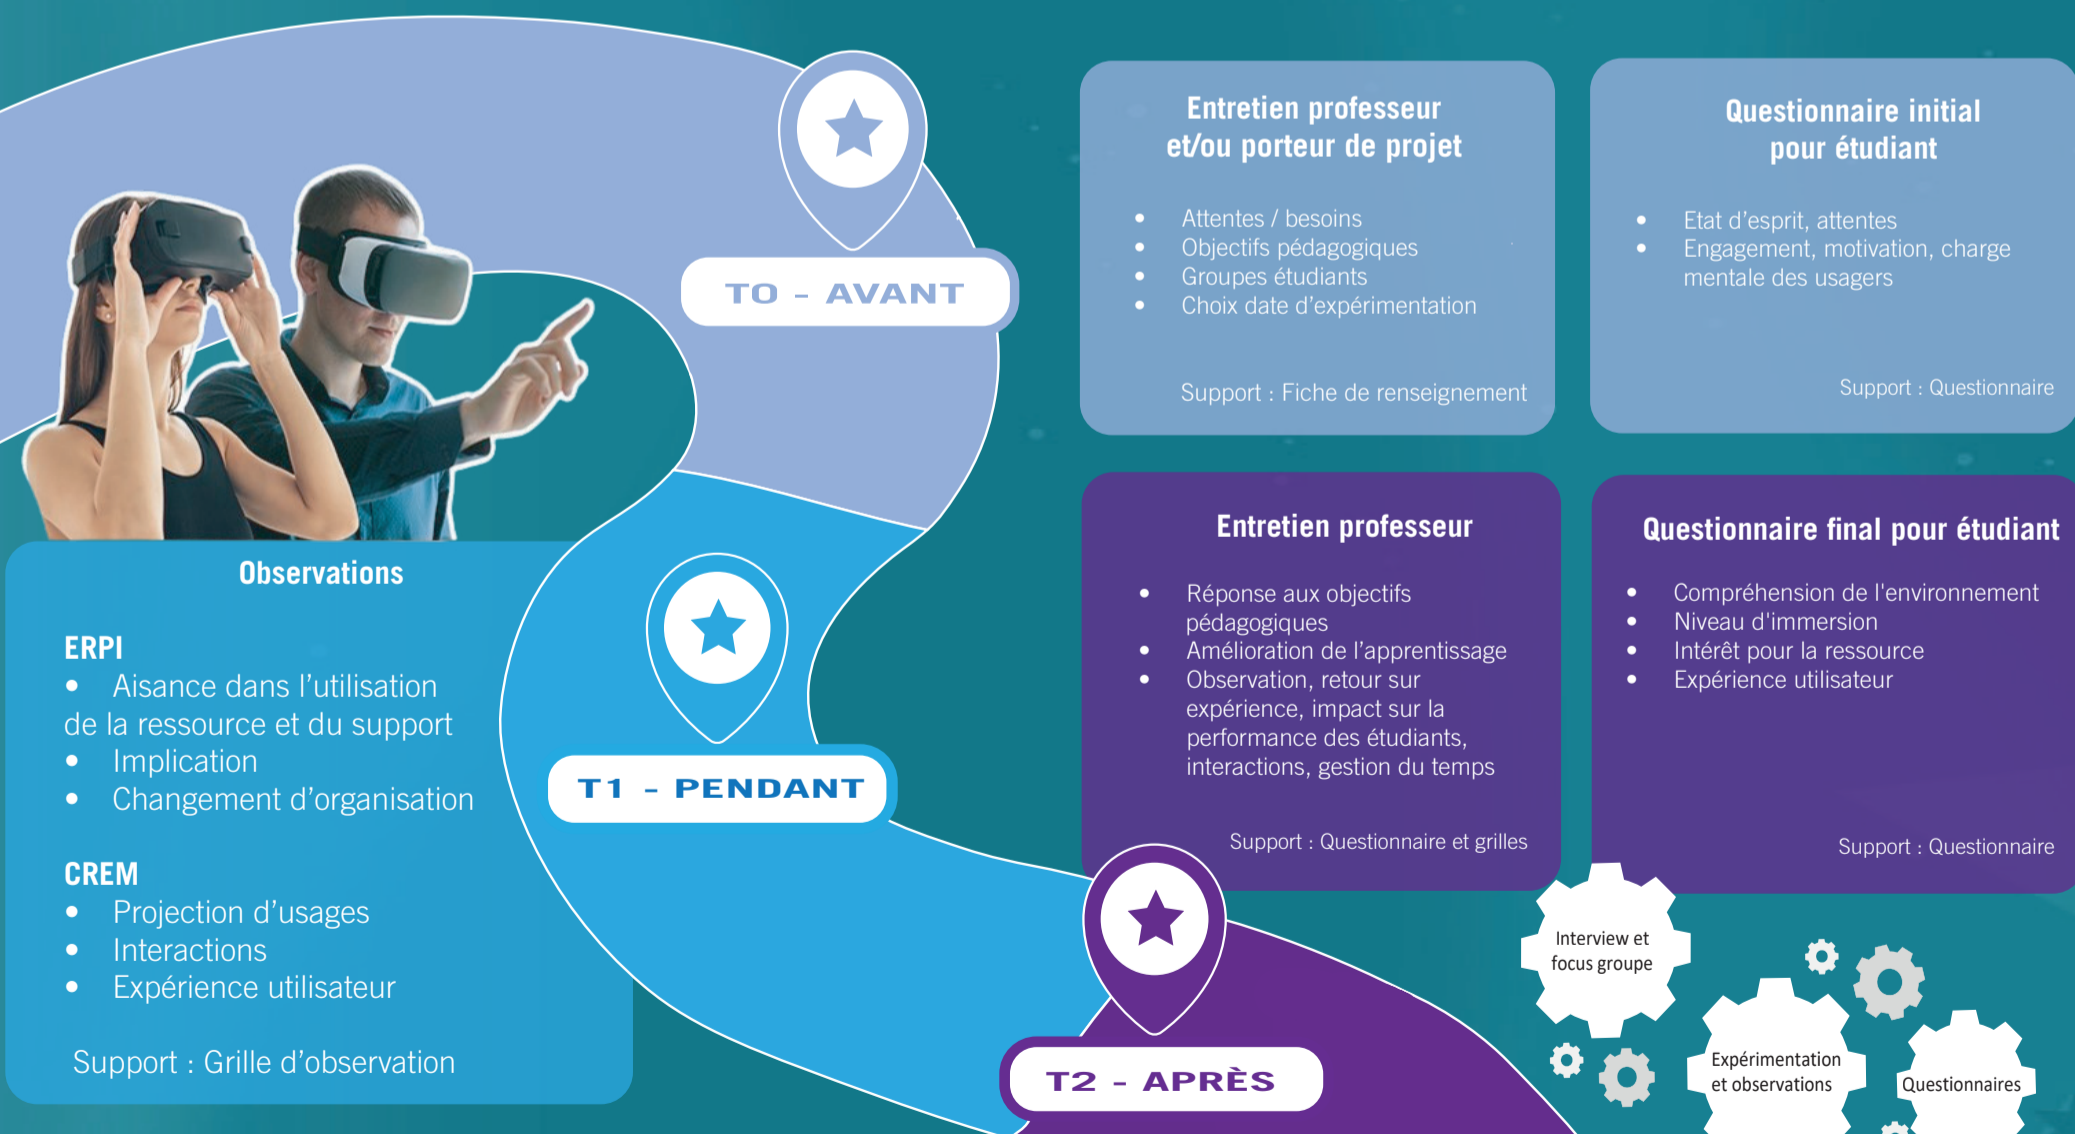 TO - AVANT
Entretien professeur
et/ou porteur de projet
• Attentes / besoins
• Objectifs pédagogiques
• Groupes étudiants
• Choix date d'expérimentation
Support : Fiche de renseignement
Questionnaire initial
pour étudiant
• Etat d'esprit, attentes
• Engagement, motivation, charge
mentale des usagers
Support : Questionnaire
Observations
ERPI
• Aisance dans l'utilisation
de la ressource et du support
• Implication
• Changement d'organisation
CREM
• Projection d'usages
• Interactions
• Expérience utilisateur
Support : Grille d'observation
T1 - PENDANT
Entretien professeur
• Réponse aux objectifs
pédagogiques
• Amélioration de l'apprentissage
• Observation, retour sur
expérience, impact sur la
performance des étudiants,
interactions, gestion du temps
Support : Questionnaire et grilles
Questionnaire final pour étudiant
• Compréhension de l'environnement
• Niveau d'immersion
• Intérêt pour la ressource
• Expérience utilisateur
Support : Questionnaire
T2 - APRÈS
Interview et
focus groupe
Expérimentation
et observations
Questionnaires